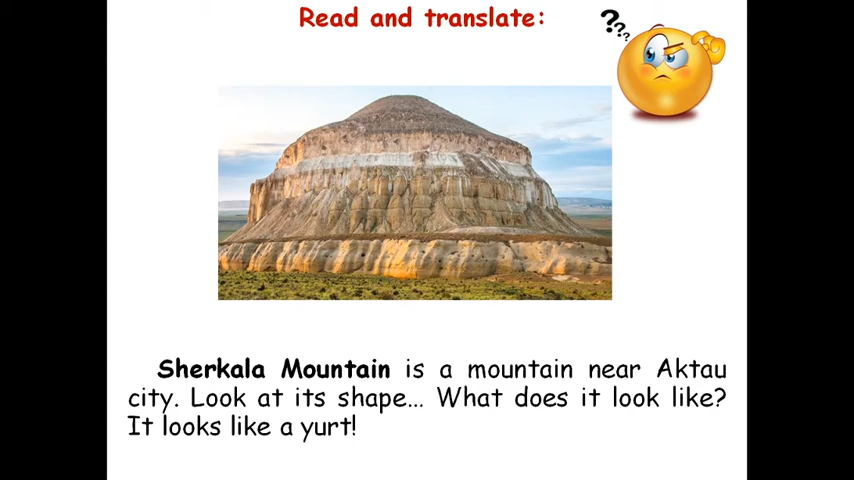 Read and translate:
???
Sherkala Mountain is a mountain near Aktau
city. Look at its shape... What does it look like?
It looks like a yurt!